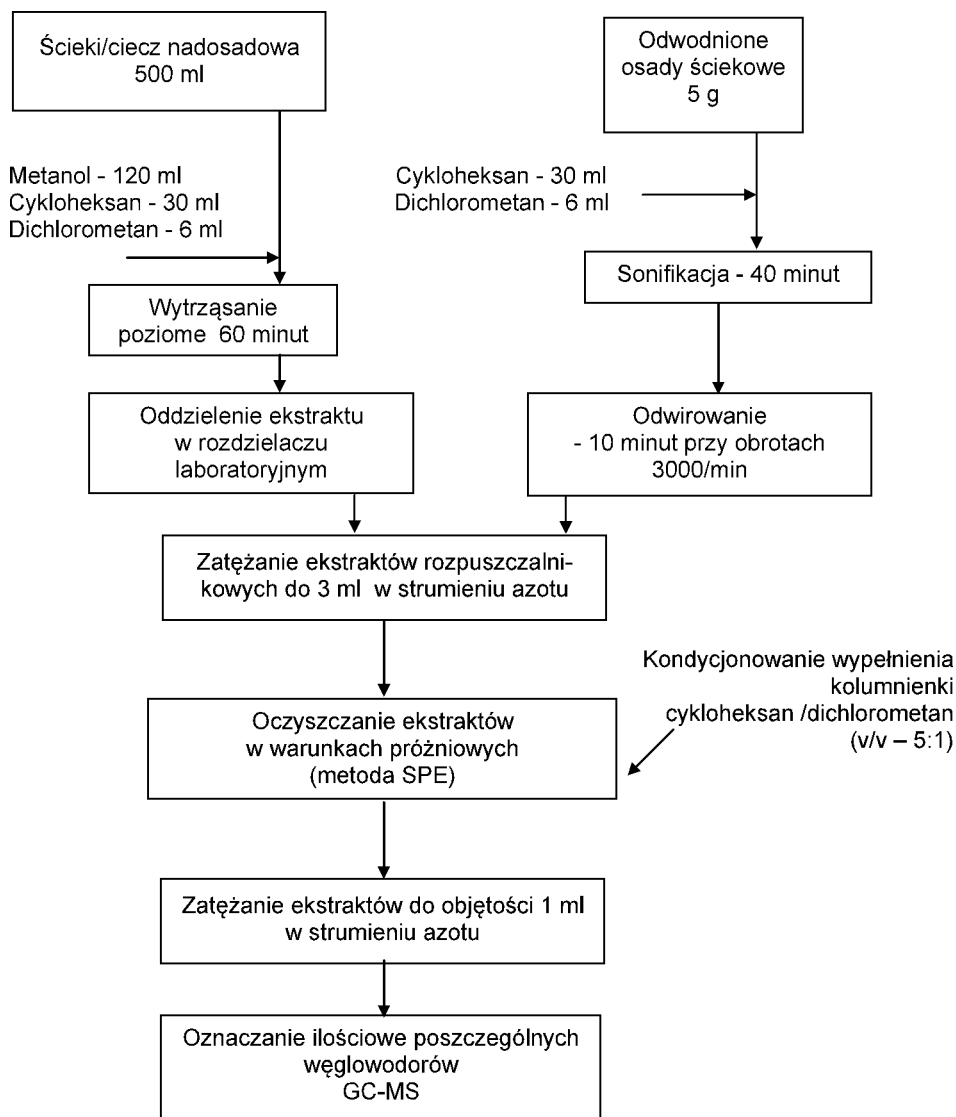 Ścieki/ciecz nadosadowa
500 ml
Odwodnione
osady ściekowe
5 g
Metanol - 120 ml
Cykloheksan - 30 ml
Dichlorometan - 6 ml
Cykloheksan - 30 ml
Dichlorometan - 6 ml
Wytrząsanie
poziome 60 minut
Sonifikacja - 40 minut
Oddzielenie ekstraktu
w rozdzielaczu
laboratoryjnym
Odwirowanie
- 10 minut przy obrotach
3000/min
Zatężanie ekstraktów rozpuszczalni-
kowych do 3 ml w strumieniu azotu
Kondycjonowanie wypełnienia
kolumnienki
cykloheksan /dichlorometan
(v/v – 5:1)
Oczyszczanie ekstraktów
w warunkach próżniowych
(metoda SPE)
Zatężanie ekstraktów do objętości 1 ml
w strumieniu azotu
Oznaczanie ilościowe poszczególnych
węglowodorów
GC-MS